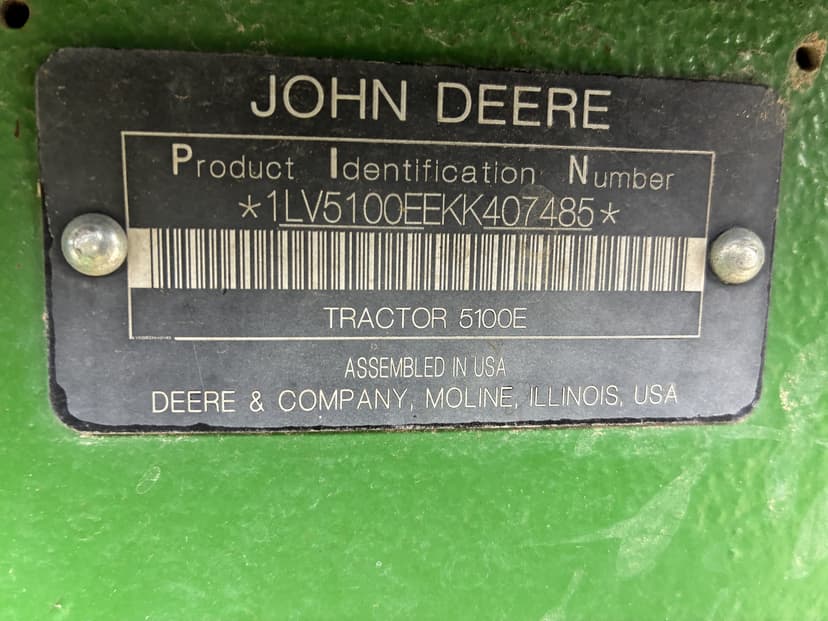 JOHN DEERE
Product Identification Number
*1LV5100EEKK407485*
TRACTOR 5100E
ASSEMBLED IN USA
DEERE & COMPANY, MOLINE, ILLINOIS, USA